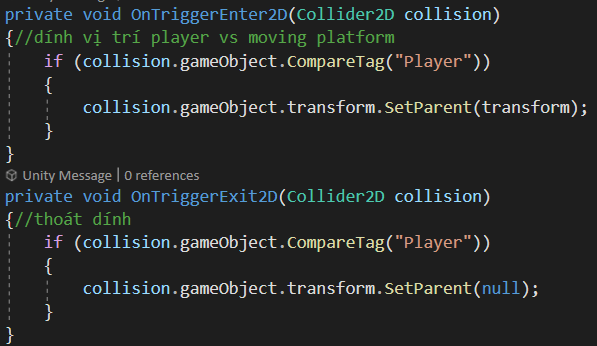 private void OnTriggerEnter2D(Collider2D collision)
{//dính vị trí player vs moving platform
if (collision.gameObject.CompareTag("Player"))
{
collision.gameObject.transform.SetParent(transform);
}
}
Unity Message | 0 references
private void OnTriggerExit2D(Collider2D collision)
{//thoát dính
if (collision.gameObject.CompareTag("Player"))
{
collision.gameObject.transform.SetParent(null);
}
}